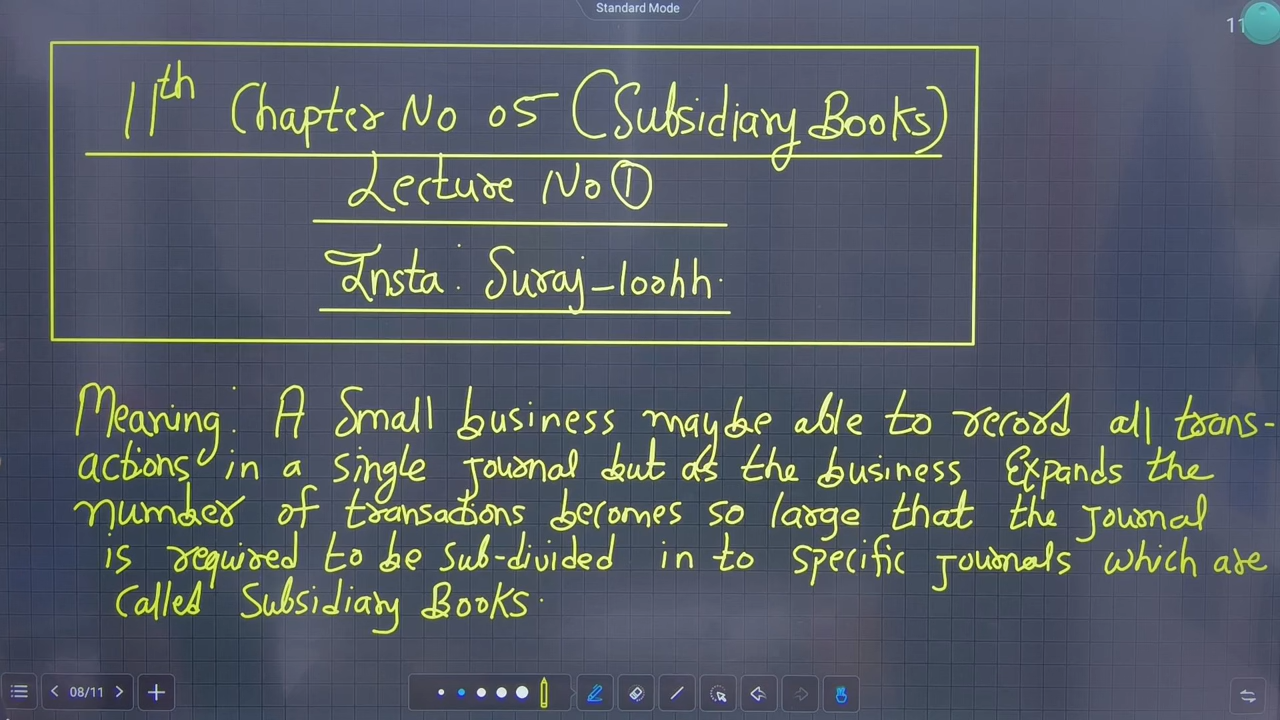 Standard Mode
11
11th Chapter No 05 (Subsidiary Books)
Lecture No ①
Insta: Suraj-100hh.
Meaning: A Small business maybe able to record all trans-
actions in a single journal but as the business Expands the
number of transactions becomes so large that the journal
is required to be sub-divided in to specific journals which are
Called Subsidiary Books.
08/11